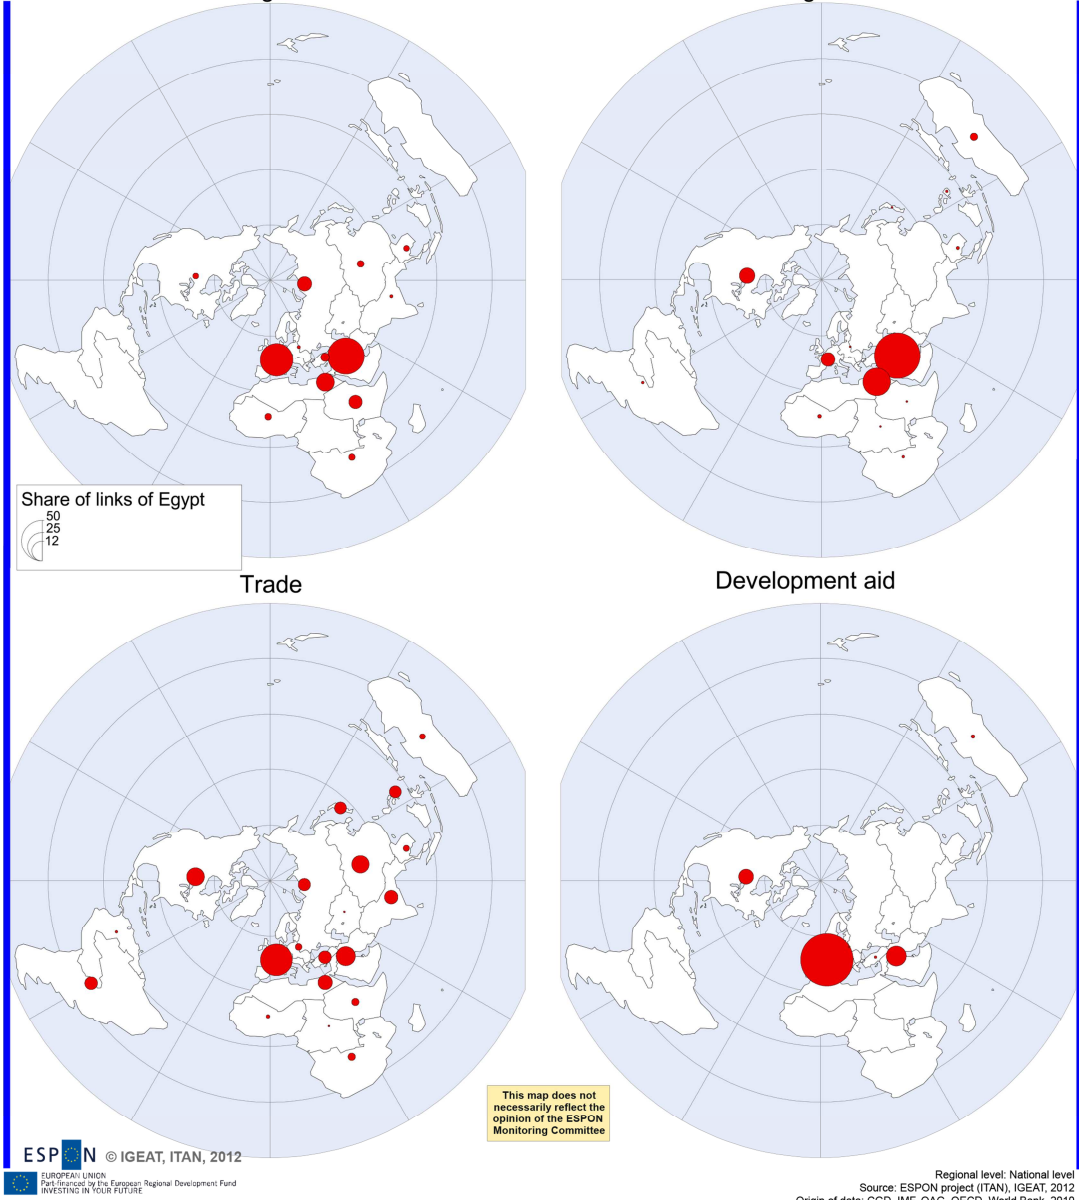 Share of links of Egypt
50
25
12
Trade
Development aid
This map does not
necessarily reflect the
opinion of the ESPON
Monitoring Committee
ESPON © IGEAT, ITAN, 2012
EUROPEAN UNION
Part-financed by the European Regional Development Fund
INVESTING IN YOUR FUTURE
Regional level: National level
Source: ESPON project (ITAN), IGEAT, 2012